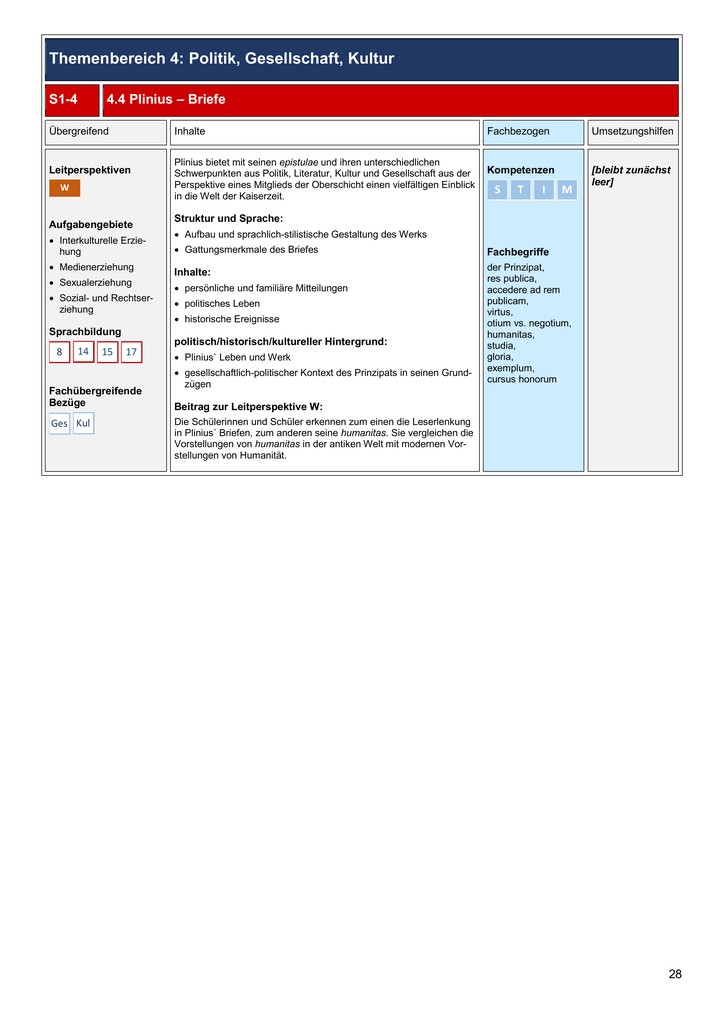 Themenbereich 4: Politik, Gesellschaft, Kultur
S1-4
4.4 Plinius – Briefe
Übergreifend
Inhalte
Fachbezogen
Umsetzungshilfen
Leitperspektiven
W
Aufgabengebiete
• Interkulturelle Erzie-
hung
• Medienerziehung
• Sexualerziehung
• Sozial- und Rechtser-
ziehung
Sprachbildung
8 14 15 17
Fachübergreifende
Bezüge
Ges Kul
Plinius bietet mit seinen epistulae und ihren unterschiedlichen
Schwerpunkten aus Politik, Literatur, Kultur und Gesellschaft aus der
Perspektive eines Mitglieds der Oberschicht einen vielfältigen Einblick
in die Welt der Kaiserzeit.
Struktur und Sprache:
• Aufbau und sprachlich-stilistische Gestaltung des Werks
• Gattungsmerkmale des Briefes
Inhalte:
• persönliche und familiäre Mitteilungen
• politisches Leben
• historische Ereignisse
politisch/historisch/kultureller Hintergrund:
• Plinius` Leben und Werk
• gesellschaftlich-politischer Kontext des Prinzipats in seinen Grund-
zügen
Beitrag zur Leitperspektive W:
Die Schülerinnen und Schüler erkennen zum einen die Leserlenkung
in Plinius` Briefen, zum anderen seine humanitas. Sie vergleichen die
Vorstellungen von humanitas in der antiken Welt mit modernen Vor-
stellungen von Humanität.
Kompetenzen
S T I M
Fachbegriffe
der Prinzipat,
res publica,
accedere ad rem
publicam,
virtus,
otium vs. negotium,
humanitas,
studia,
gloria,
exemplum,
cursus honorum
[bleibt zunächst
leer]
28